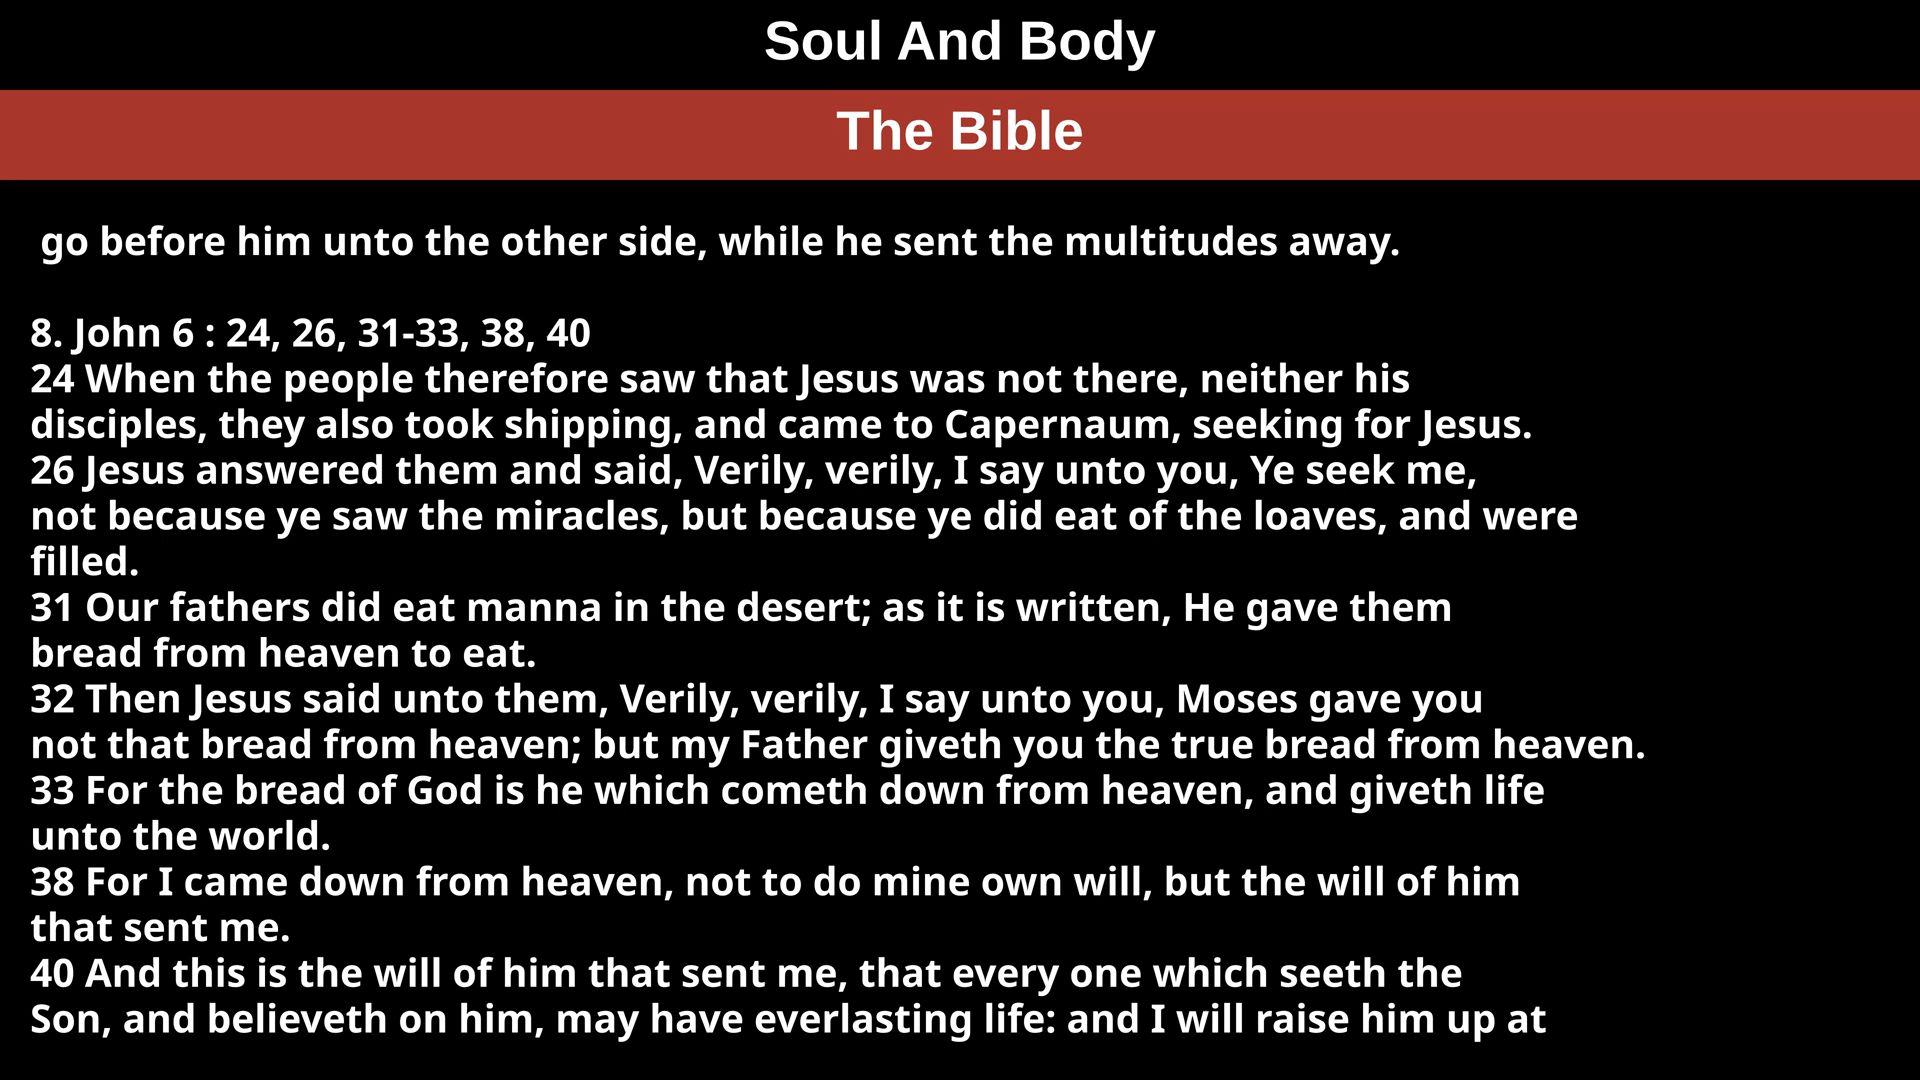 Soul And Body
The Bible
go before him unto the other side, while he sent the multitudes away.
8. John 6 : 24, 26, 31-33, 38, 40
24 When the people therefore saw that Jesus was not there, neither his
disciples, they also took shipping, and came to Capernaum, seeking for Jesus.
26 Jesus answered them and said, Verily, verily, I say unto you, Ye seek me,
not because ye saw the miracles, but because ye did eat of the loaves, and were
filled.
31 Our fathers did eat manna in the desert; as it is written, He gave them
bread from heaven to eat.
32 Then Jesus said unto them, Verily, verily, I say unto you, Moses gave you
not that bread from heaven; but my Father giveth you the true bread from heaven.
33 For the bread of God is he which cometh down from heaven, and giveth life
unto the world.
38 For I came down from heaven, not to do mine own will, but the will of him
that sent me.
40 And this is the will of him that sent me, that every one which seeth the
Son, and believeth on him, may have everlasting life: and I will raise him up at